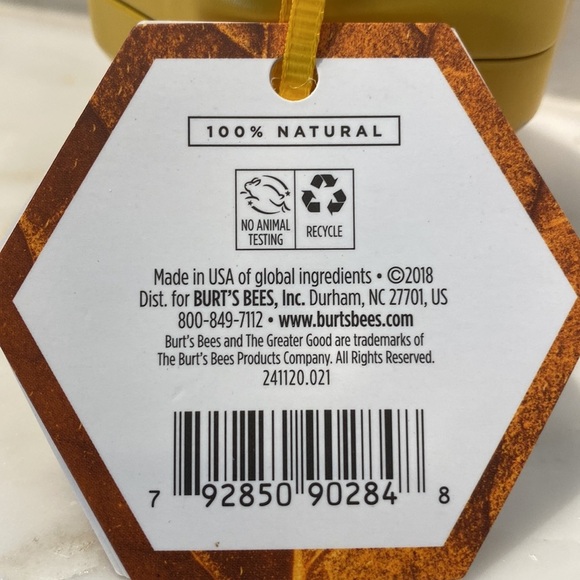 100% NATURAL
NO ANIMAL TESTING
RECYCLE
Made in USA of global ingredients • ©2018
Dist. for BURT'S BEES, Inc. Durham, NC 27701, US
800-849-7112 • www.burtsbees.com
Burt's Bees and The Greater Good are trademarks of
The Burt's Bees Products Company. All Rights Reserved.
241120.021
7 92850 90284 8